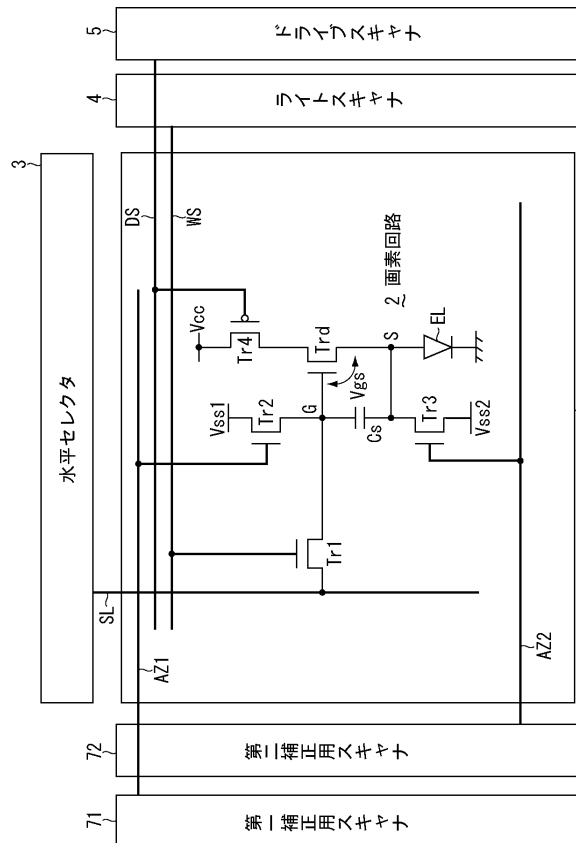 水平セレクタ
3
5
ドライブスキャナ
4
ライトスキャナ
DS
WS
SL
AZ1
Vcc
Tr4
Vss1
Tr2
G
Trd
Vgs
Cs
S
EL
2 画素回路
Tr1
Tr3
Vss2
AZ2
72
第二補正用スキャナ
71
第一補正用スキャナ